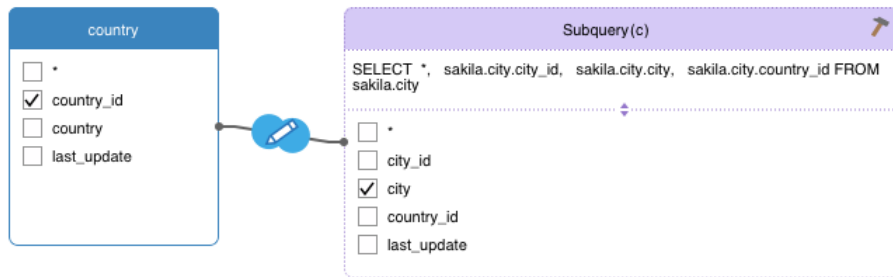 country
*
country_id
country
last_update
Subquery(c)
SELECT *, sakila.city.city_id, sakila.city.city, sakila.city.country_id FROM
sakila.city
*
city_id
city
country_id
last_update